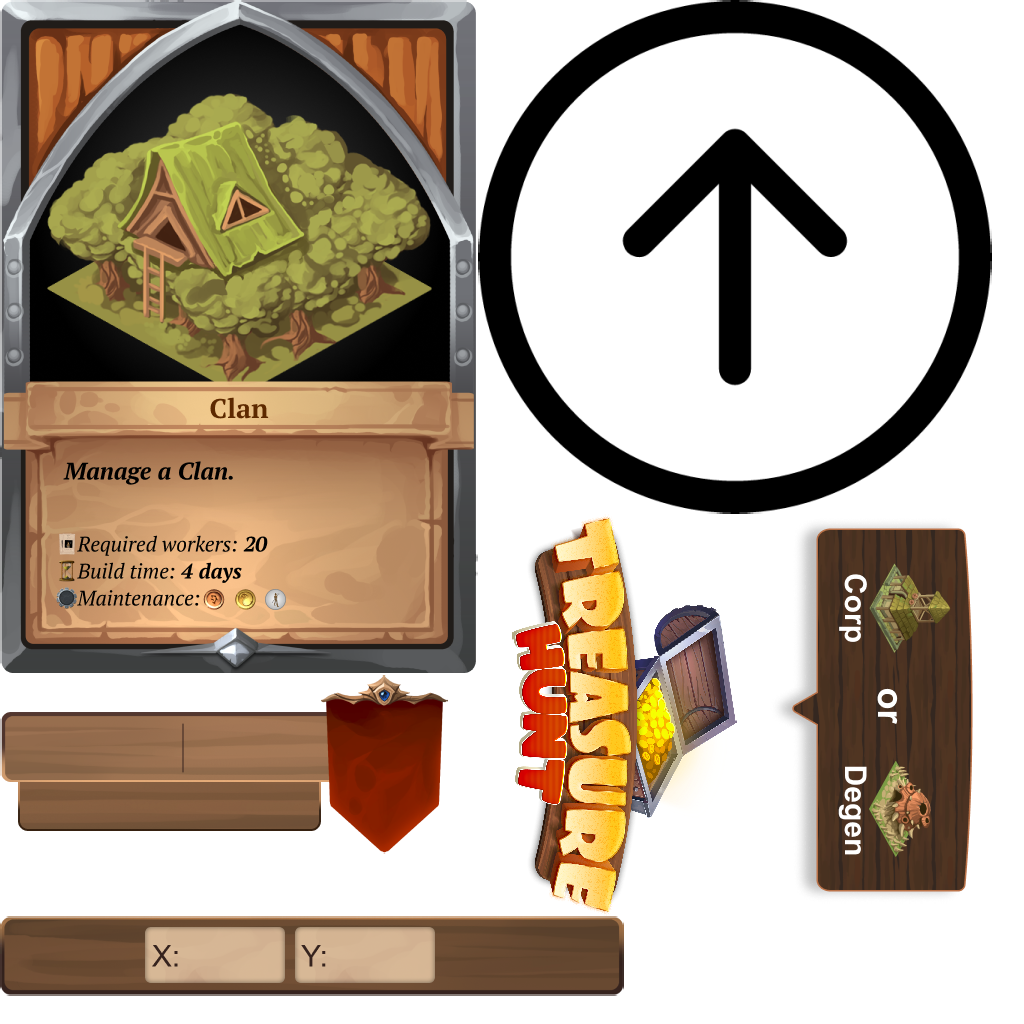 Clan
Manage a Clan.
Required workers: 20
Build time: 4 days
Maintenance:
TREASURE
HUNT
Corp or Degen
X: Y: